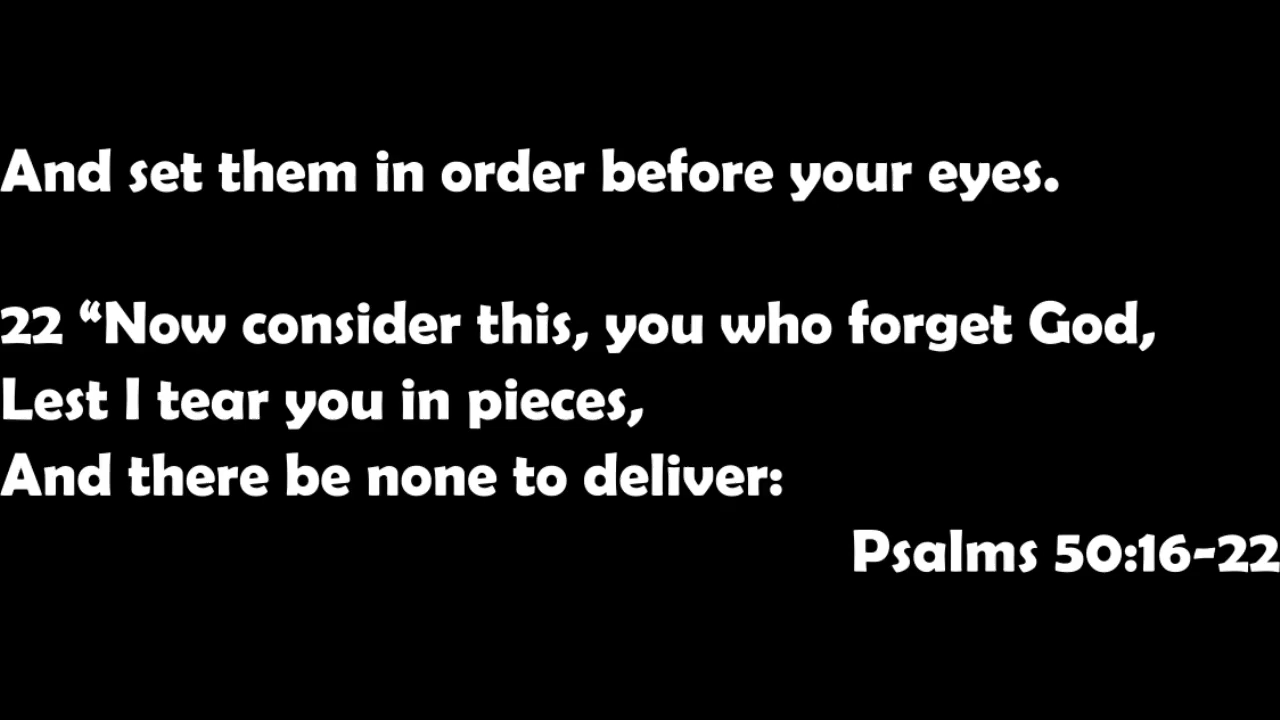 And set them in order before your eyes.
22 “Now consider this, you who forget God,
Lest I tear you in pieces,
And there be none to deliver:
Psalms 50:16-22